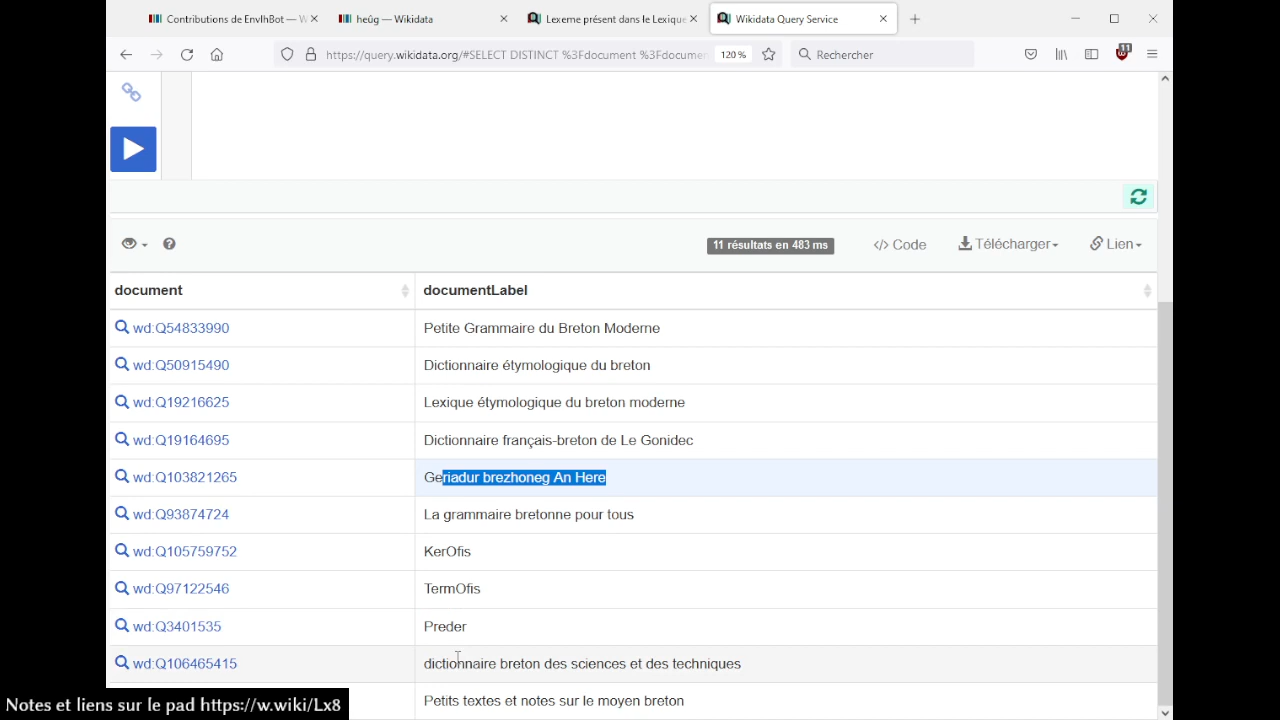 Contributions de EnvlhBot — W
heûg — Wikidata
Lexeme présent dans le Lexique
Wikidata Query Service
https://query.wikidata.org/#SELECT DISTINCT %3Fdocument %3Fdocumen
120 %
Rechercher
11
11 résultats en 483 ms
</> Code
Télécharger
Lien
document documentLabel
wd:Q54833990 Petite Grammaire du Breton Moderne
wd:Q50915490 Dictionnaire étymologique du breton
wd:Q19216625 Lexique étymologique du breton moderne
wd:Q19164695 Dictionnaire français-breton de Le Gonidec
wd:Q103821265 Geriadur brezhoneg An Here
wd:Q93874724 La grammaire bretonne pour tous
wd:Q105759752 KerOfis
wd:Q97122546 TermOfis
wd:Q3401535 Preder
wd:Q106465415 dictionnaire breton des sciences et des techniques
Petits textes et notes sur le moyen breton
Notes et liens sur le pad https://w.wiki/Lx8